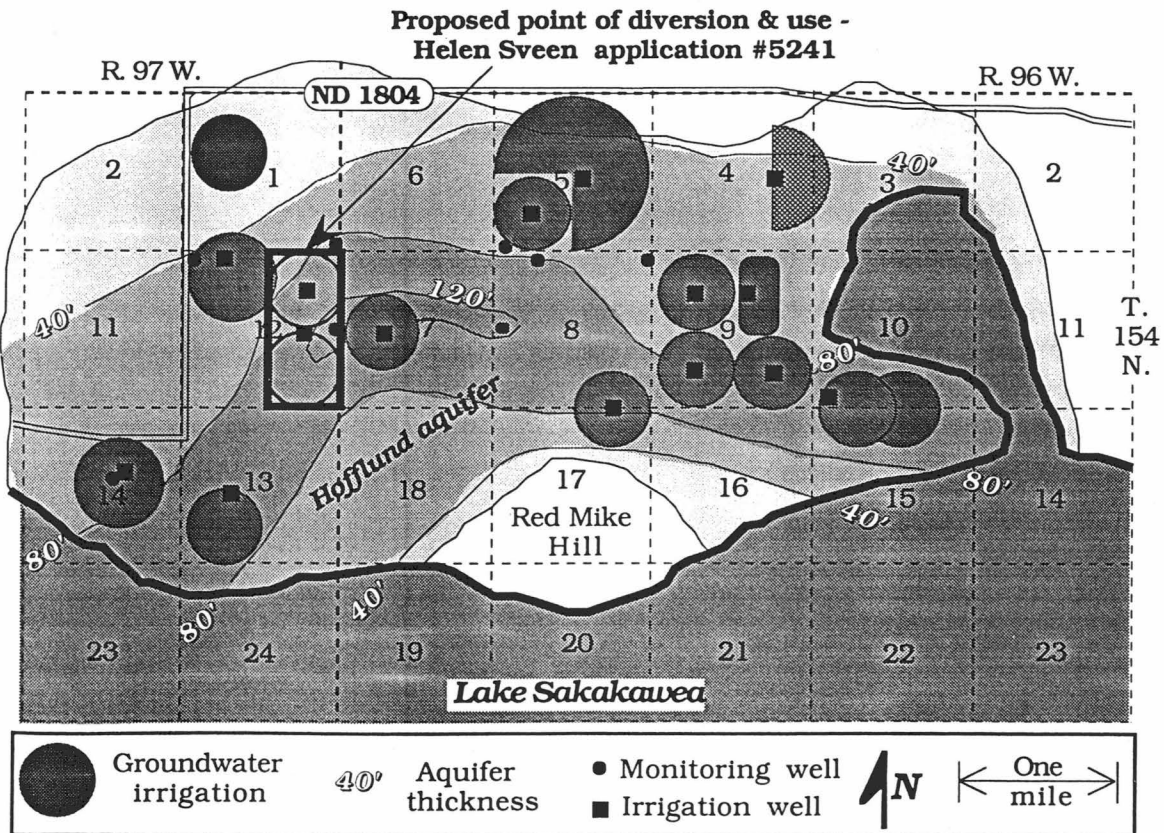 Proposed point of diversion & use -
Helen Sveen application #5241
R. 97 W.
R. 96 W.
ND 1804
2
1
6
5
4
3
40'
2
40'
11
12
120'
7
8
9
10
11
T.
154
N.
80'
Hofflund aquifer
14
13
18
17
16
15
14
80'
Red Mike
Hill
40'
80'
80'
40'
23
24
19
20
21
22
23
Lake Sakakawea
Groundwater
irrigation
40'
Aquifer
thickness
Monitoring well
Irrigation well
N
One
mile